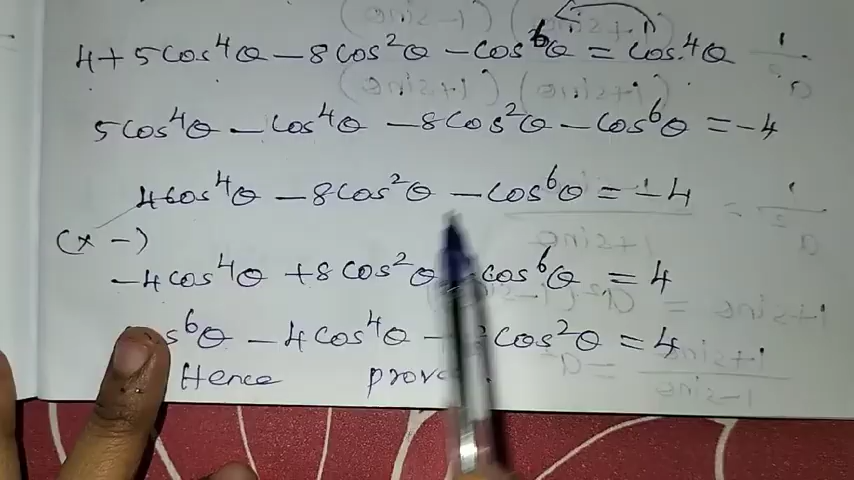 4 + 5cos⁴θ − 8cos²θ − cos⁶θ = cos⁴θ
5cos⁴θ − cos⁴θ − 8cos²θ − cos⁶θ = −4
4cos⁴θ − 8cos²θ − cos⁶θ = −4
(× −)
−4cos⁴θ + 8cos²θ cos⁶θ = 4
s⁶θ − 4cos⁴θ cos²θ = 4
Hence